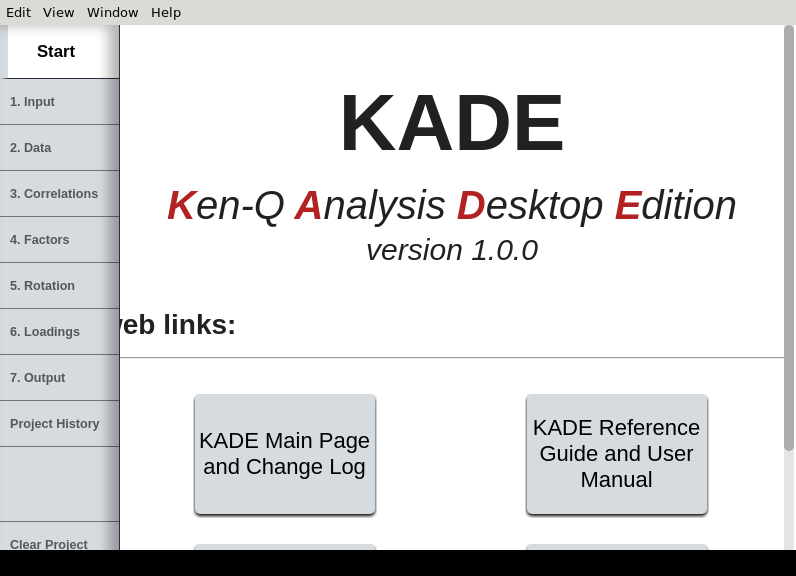 Edit View Window Help
Start
1. Input
2. Data
3. Correlations
4. Factors
5. Rotation
6. Loadings
7. Output
Project History
Clear Project
KADE
Ken-Q Analysis Desktop Edition
version 1.0.0
web links:
KADE Main Page
and Change Log
KADE Reference
Guide and User
Manual